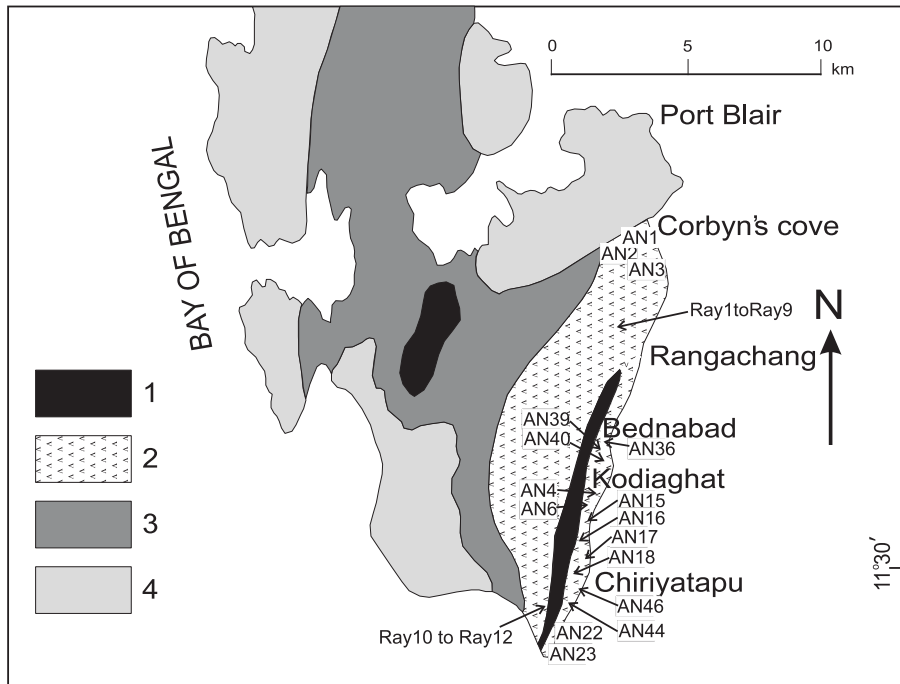 0 5 10
km
Port Blair
BAY OF BENGAL
Corbyn's cove
AN1
AN2
AN3
N
Ray1toRay9
Rangachang
1
AN39
Bednabad
AN40
AN36
2
Kodiaghat
AN4
AN15
AN6
AN16
3
AN17
AN18
11°30′
Chiriyatapu
4
AN46
Ray10 to Ray12
AN22
AN44
AN23